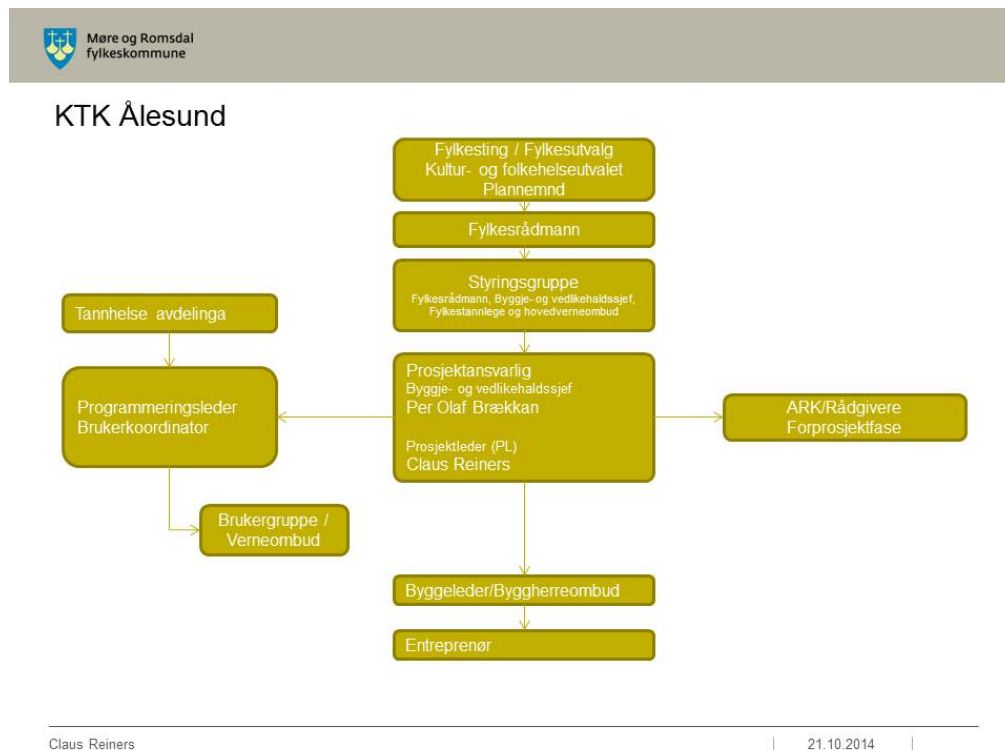 Møre og Romsdal
fylkeskommune
KTK Ålesund
Fylkesting / Fylkesutvalg
Kultur- og folkehelseutvalet
Plannemnd
Fylkesrådmann
Styringsgruppe
Fylkesrådmann, Byggje- og vedlikehaldssjef,
Fylkestannlege og hovedverneombud
Tannhelse avdelinga
Prosjektansvarlig
Byggje- og vedlikehaldssjef
Per Olaf Brækkan
Prosjektleder (PL)
Claus Reiners
Programmeringsleder
Brukerkoordinator
ARK/Rådgivere
Forprosjektfase
Brukergruppe /
Verneombud
Byggeleder/Byggherreombud
Entreprenør
Claus Reiners
21.10.2014